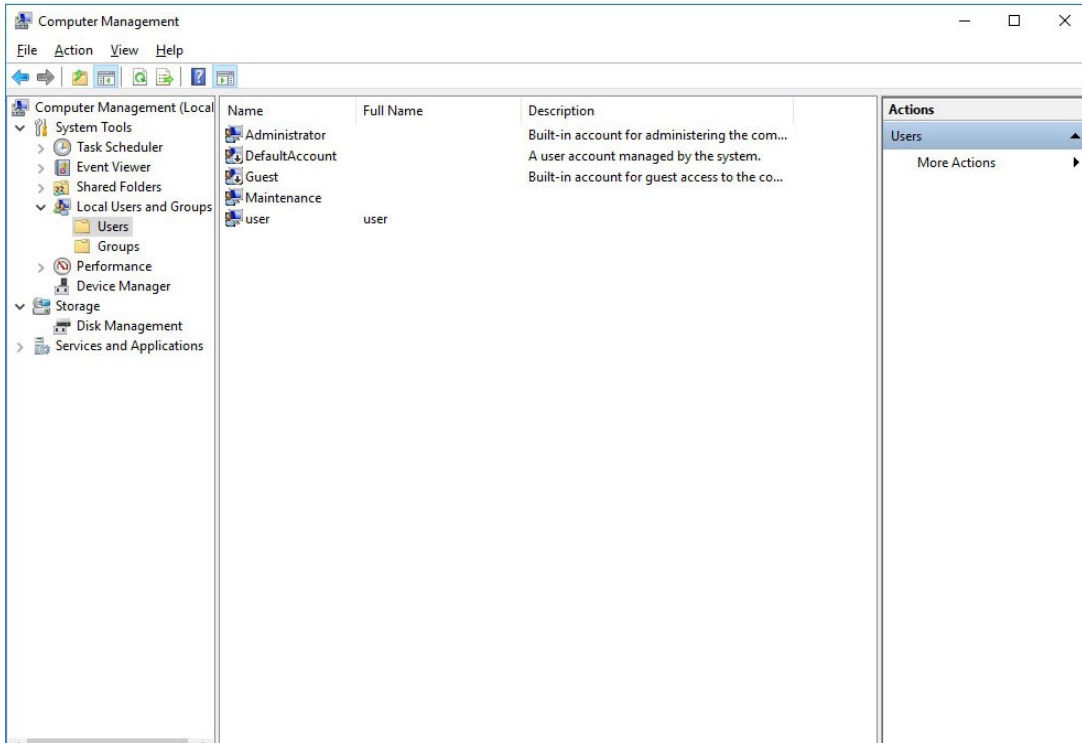 Computer Management
File Action View Help
Computer Management (Local
System Tools
Task Scheduler
Event Viewer
Shared Folders
Local Users and Groups
Users
Groups
Performance
Device Manager
Storage
Disk Management
Services and Applications
Name Full Name Description
Administrator Built-in account for administering the com...
DefaultAccount A user account managed by the system.
Guest Built-in account for guest access to the co...
Maintenance
user user
Actions
Users
More Actions